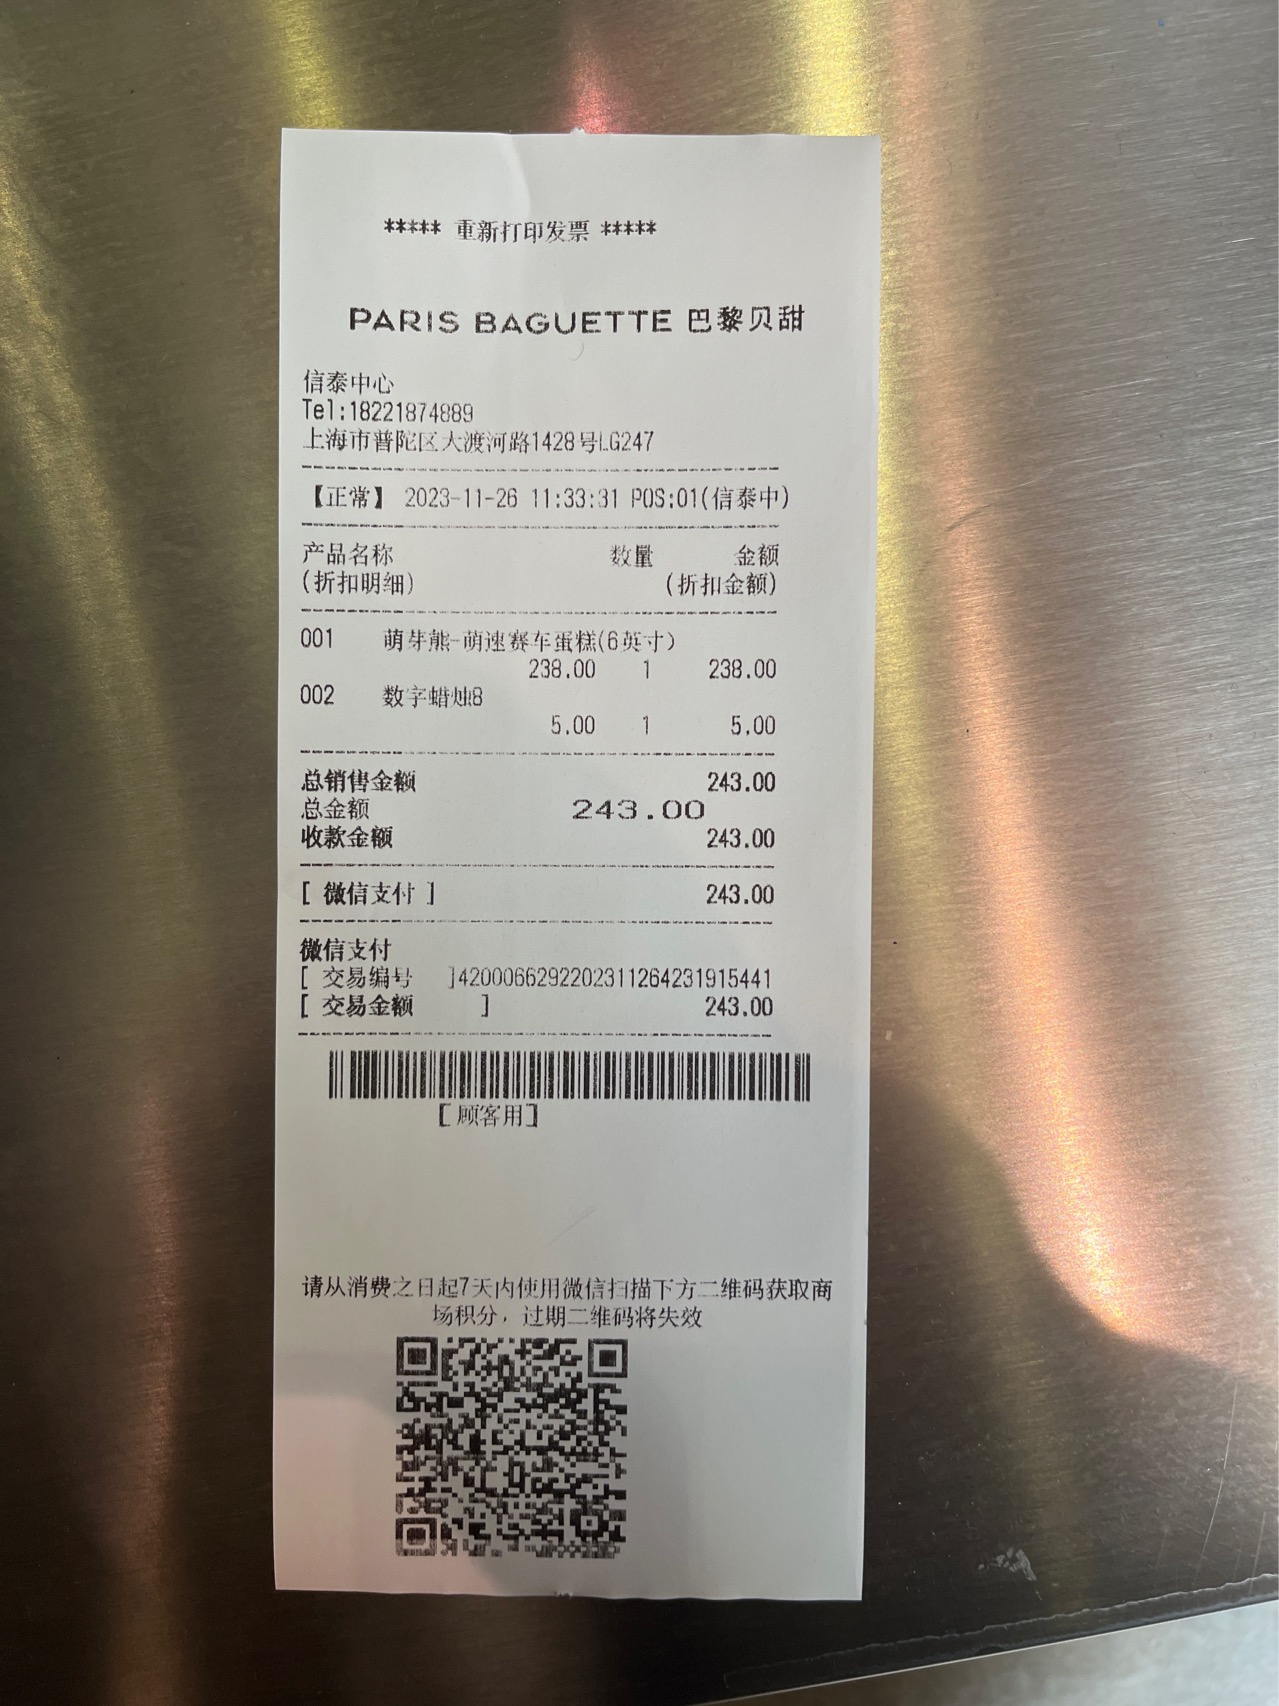 ***** 重新打印发票 *****
PARIS BAGUETTE 巴黎贝甜
信泰中心
Tel:18221874889
上海市普陀区大渡河路1428号LG247
【正常】 2023-11-26 11:33:31 POS:01(信泰中)
产品名称 数量 金额
(折扣明细) (折扣金额)
001 萌芽熊-萌速赛车蛋糕(6英寸)
238.00 1 238.00
002 数字蜡烛8
5.00 1 5.00
总销售金额 243.00
总金额 243.00
收款金额 243.00
[ 微信支付 ] 243.00
微信支付
[ 交易编号 ]4200066292202311264231915441
[ 交易金额 ] 243.00
[ 顾客用]
请从消费之日起7天内使用微信扫描下方二维码获取商
场积分，过期二维码将失效